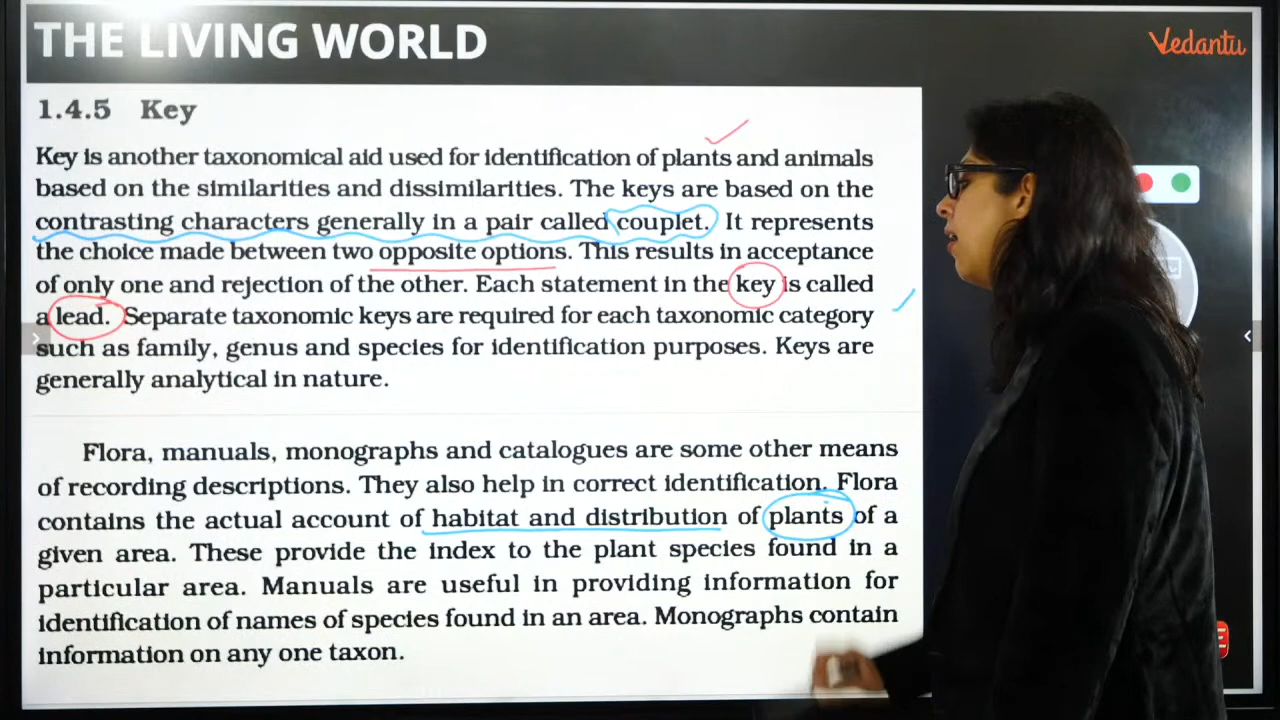 THE LIVING WORLD
Vedantu
1.4.5 Key
Key is another taxonomical aid used for identification of plants and animals
based on the similarities and dissimilarities. The keys are based on the
contrasting characters generally in a pair called couplet. It represents
the choice made between two opposite options. This results in acceptance
of only one and rejection of the other. Each statement in the key is called
a lead. Separate taxonomic keys are required for each taxonomic category
such as family, genus and species for identification purposes. Keys are
generally analytical in nature.
Flora, manuals, monographs and catalogues are some other means
of recording descriptions. They also help in correct identification. Flora
contains the actual account of habitat and distribution of plants of a
given area. These provide the index to the plant species found in a
particular area. Manuals are useful in providing information for
identification of names of species found in an area. Monographs contain
information on any one taxon.